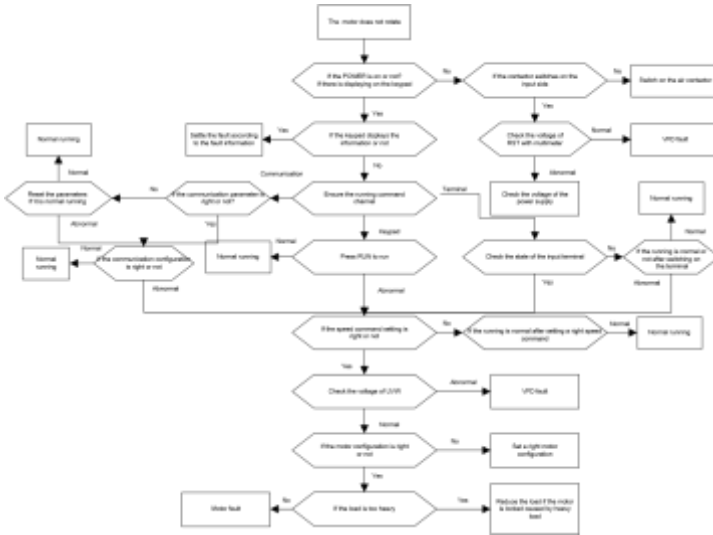 The motor does not rotate
If the POWER is on or not?
If there is displaying on the keypad
No
If the contactor switches on the
input side
No
Switch on the air contactor
Yes
Yes
Normal running
Settle the fault according
to the fault information
Yes
If the keypad displays the
information or not
Check the voltage of
RST with multimeter
Normal
VFD fault
Normal
No
Abnormal
Communication
Reset the parameters
If it is normal running
No
If the communication parameter is
right or not?
Ensure the running command
channel
Terminal
Check the voltage of the
power supply
Normal running
Abnormal
Yes
Keypad
Normal
Normal
running
Normal
If the communication configuration
is right or not
Normal
running
Normal
Press RUN to run
Check the state of the input terminal
No
If the running is normal or
not after switching on
the terminal
Abnormal
Abnormal
Yes
Abnormal
If the speed command setting is
right or not
No
If the running is normal after setting a right speed
command
Normal
Normal running
Yes
Check the voltage of UVW
Abnormal
VFD fault
Normal
If the motor configuration is right
or not
No
Set a right motor
configuration
Yes
Motor fault
No
If the load is too heavy
Yes
Reduce the load if the motor
is locked caused by heavy
load